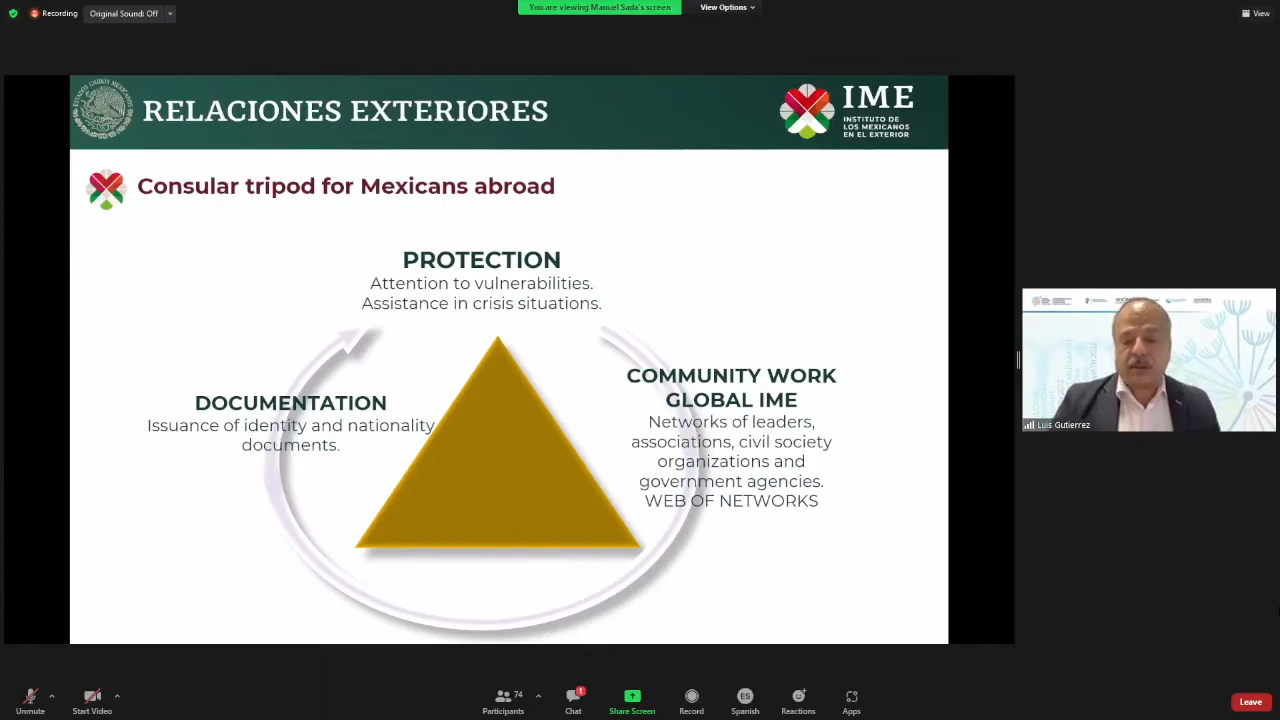 Recording
Original Sound: Off
You are viewing Manuel Sada's screen
View Options
View
ESTADOS UNIDOS MEXICANOS
RELACIONES EXTERIORES
IME
INSTITUTO DE
LOS MEXICANOS
EN EL EXTERIOR
Consular tripod for Mexicans abroad
PROTECTION
Attention to vulnerabilities.
Assistance in crisis situations.
DOCUMENTATION
Issuance of identity and nationality
documents.
COMMUNITY WORK
GLOBAL IME
Networks of leaders,
associations, civil society
organizations and
government agencies.
WEB OF NETWORKS
Luis Gutierrez
Unmute
Start Video
74
Participants
1
Chat
Share Screen
Record
ES
Spanish
Reactions
Apps
Leave